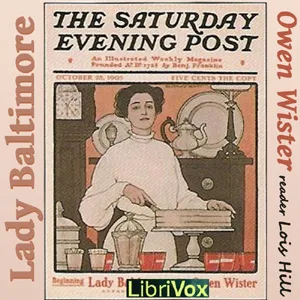 Lady Baltimore
THE SATURDAY
EVENING POST
An Illustrated Weekly Magazine
Founded A° D¹ 1728 by Benj. Franklin
OCTOBER 28, 1905 FIVE CENTS THE COPY
Beginning Lady Ba
en Wister
LibriVox
Owen Wister
reader Lois Hill